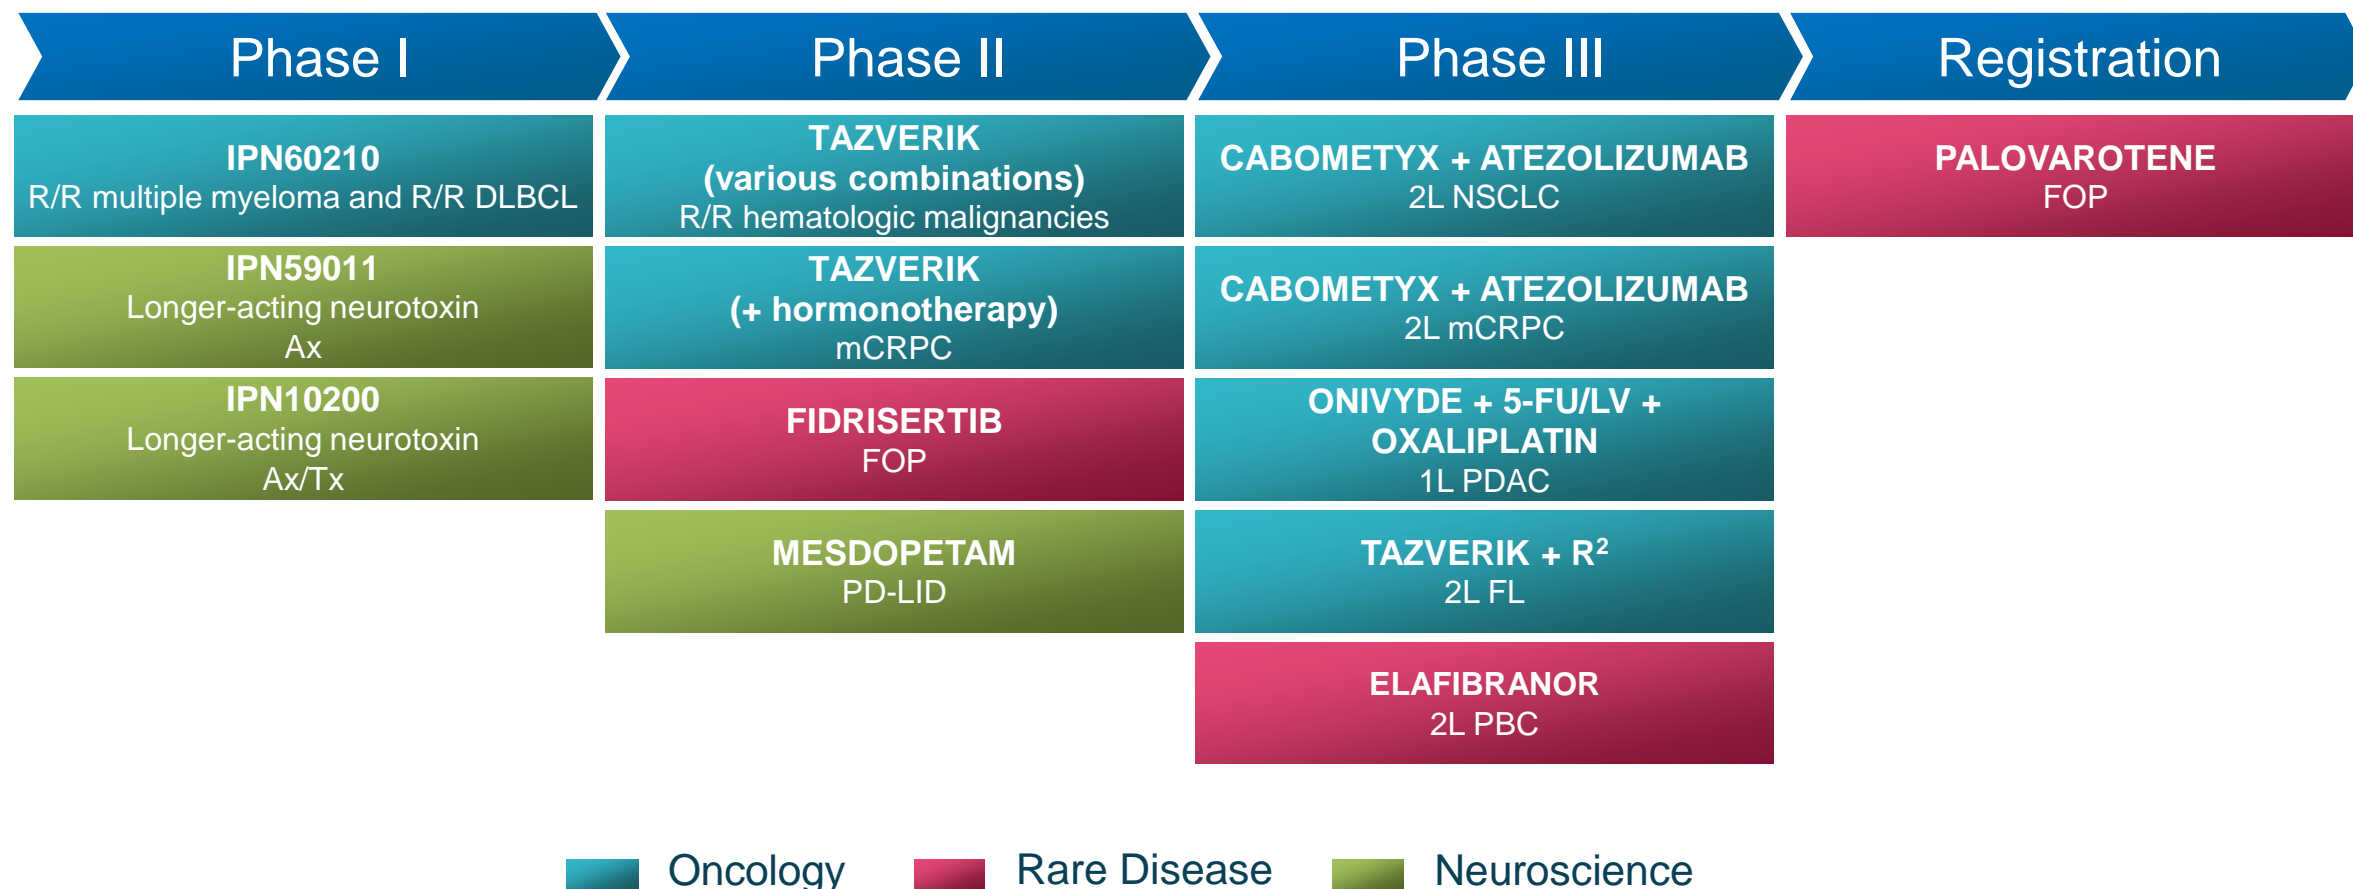 Phase I
Phase II
Phase III
Registration
IPN60210
R/R multiple myeloma and R/R DLBCL
IPN59011
Longer-acting neurotoxin
Ax
IPN10200
Longer-acting neurotoxin
Ax/Tx
TAZVERIK
(various combinations)
R/R hematologic malignancies
TAZVERIK
(+ hormonotherapy)
mCRPC
FIDRISERTIB
FOP
MESDOPETAM
PD-LID
CABOMETYX + ATEZOLIZUMAB
2L NSCLC
CABOMETYX + ATEZOLIZUMAB
2L mCRPC
ONIVYDE + 5-FU/LV +
OXALIPLATIN
1L PDAC
TAZVERIK + R²
2L FL
ELAFIBRANOR
2L PBC
PALOVAROTENE
FOP
Oncology
Rare Disease
Neuroscience